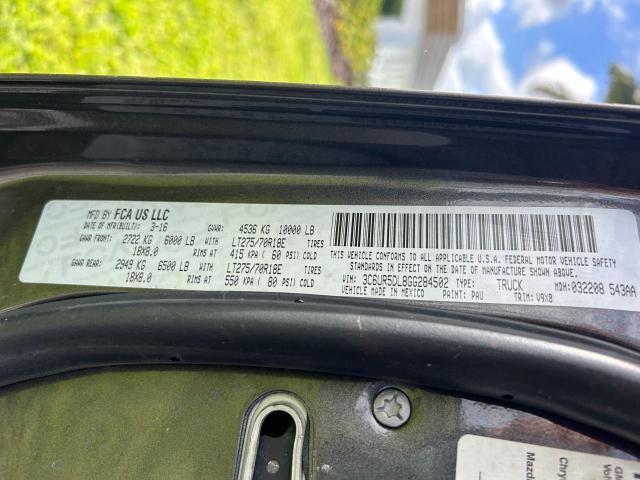 MFD BY FCA US LLC
DATE OF MFR(BUILT): 3-16 GVWR: 4536 KG 10000 LB
GAWR FRONT: 2722 KG 6000 LB WITH LT275/70R18E TIRES
18X8.0 RIMS AT 415 KPA ( 60 PSI) COLD
GAWR REAR: 2949 KG 6500 LB WITH LT275/70R18E TIRES
18X8.0 RIMS AT 550 KPA ( 80 PSI) COLD
THIS VEHICLE CONFORMS TO ALL APPLICABLE U.S.A. FEDERAL MOTOR VEHICLE SAFETY
STANDARDS IN EFFECT ON THE DATE OF MANUFACTURE SHOWN ABOVE.
VIN: 3C6UR5DL8GG284502 TYPE: TRUCK MDH: 032208 543AA
VEHICLE MADE IN MEXICO PAINT: PAU TRIM: V9X8
GM
Vol
Chry
Mazd